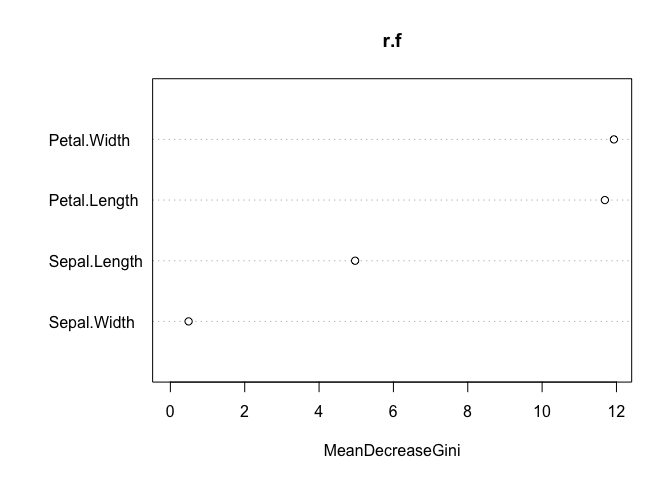 r.f
Petal.Width
Petal.Length
Sepal.Length
Sepal.Width
0 2 4 6 8 10 12
MeanDecreaseGini